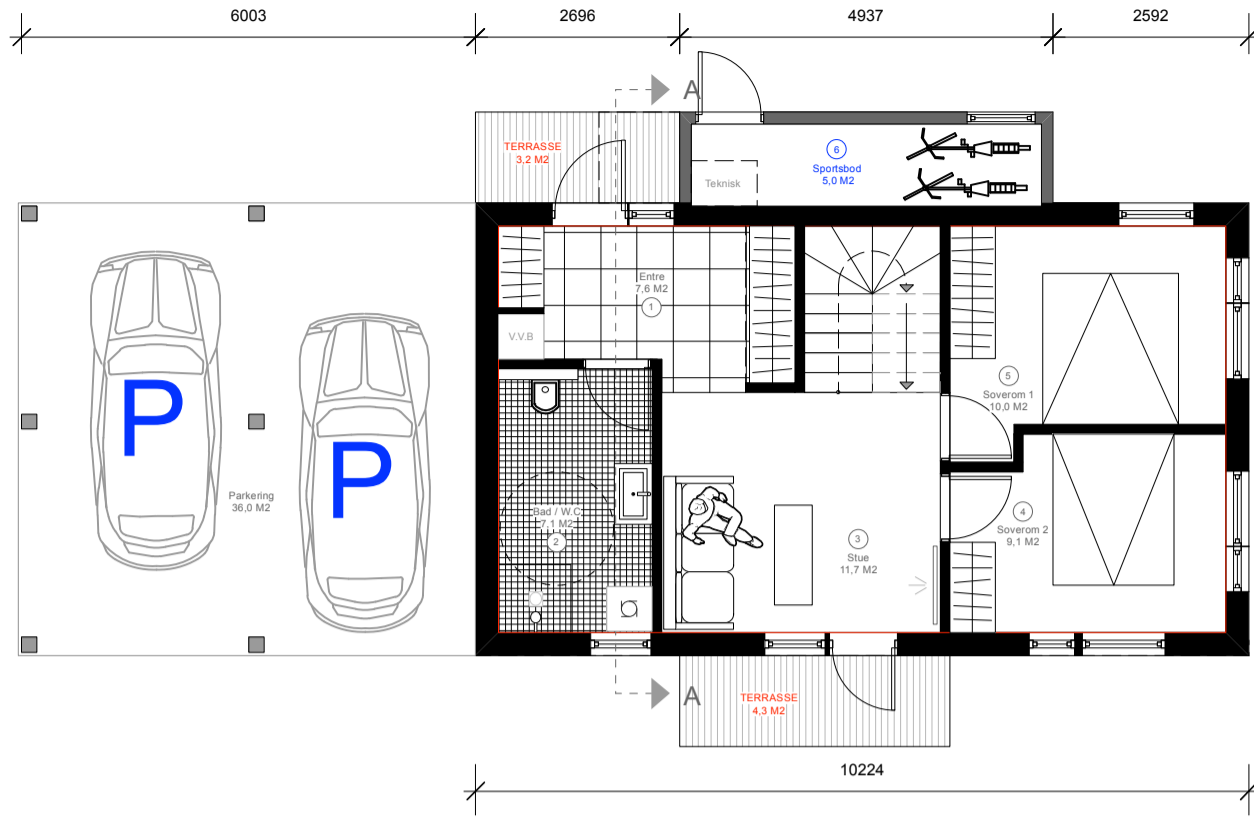 6003
2696
4937
2592
A
TERRASSE
3,2 M2
6
Sportsbod
5,0 M2
Teknisk
Entre
7,6 M2
1
V.V.B
5
Soverom 1
10,0 M2
P
P
Parkering
36,0 M2
Bad / W.C
7,1 M2
2
3
Stue
11,7 M2
4
Soverom 2
9,1 M2
A
TERRASSE
4,3 M2
10224